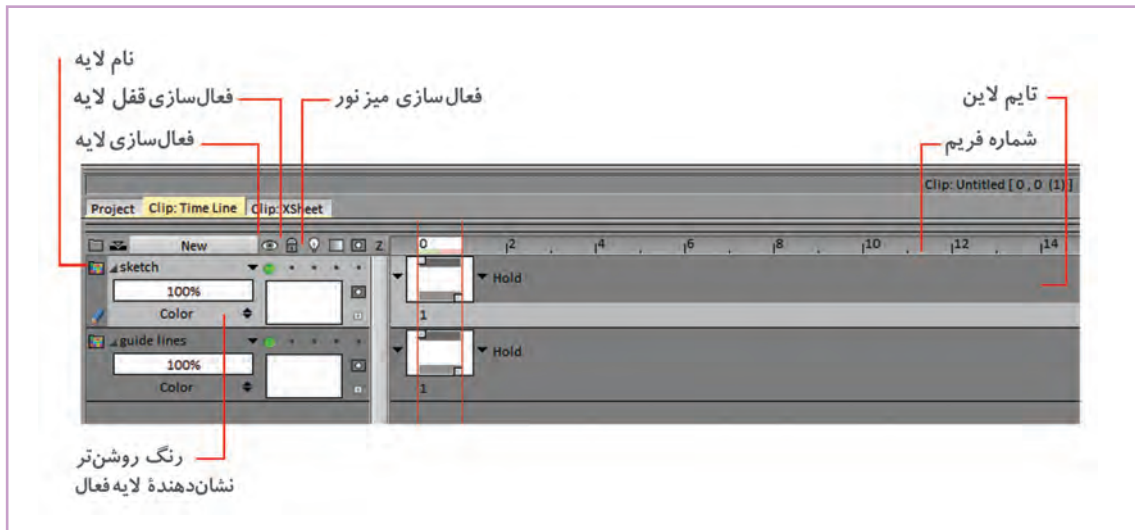 نام لایه
فعال‌سازی قفل لایه
فعال‌سازی میز نور
تایم لاین
فعال‌سازی لایه
شماره فریم
Clip: Untitled [ 0 , 0 (1) ]
Project Clip: Time Line Clip: XSheet
New Z 0 2 4 6 8 10 12 14
sketch
Hold
100%
Color 1
guide lines
Hold
100%
Color 1
رنگ روشن‌تر
نشان‌دهندهٔ لایه فعال